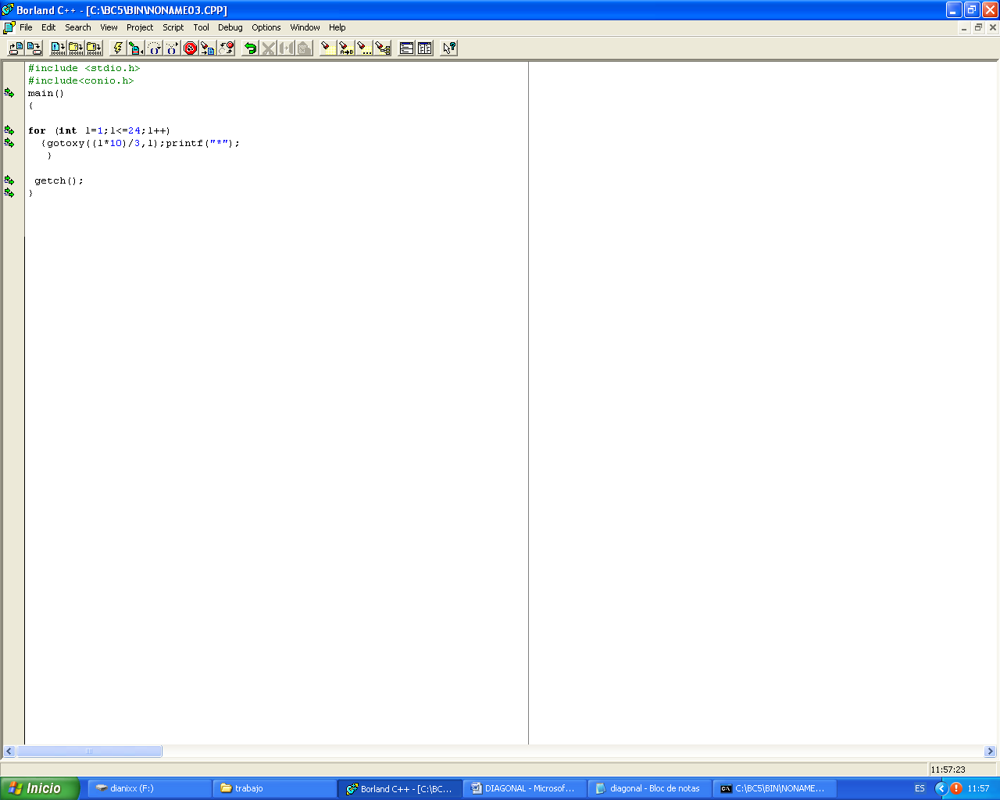 Borland C++ - [C:\BC5\BIN\NONAME03.CPP]
File Edit Search View Project Script Tool Debug Options Window Help
#include <stdio.h>
#include<conio.h>
main()
{
for (int l=1;l<=24;l++)
{gotoxy((l*10)/3,l);printf("*");
}
getch();
}
11:57:23
Inicio
dianixx (F:)
trabajo
Borland C++ - [C:\BC...
DIAGONAL - Microsof...
diagonal - Bloc de notas
C:\BC5\BIN\NONAME...
ES
11:57